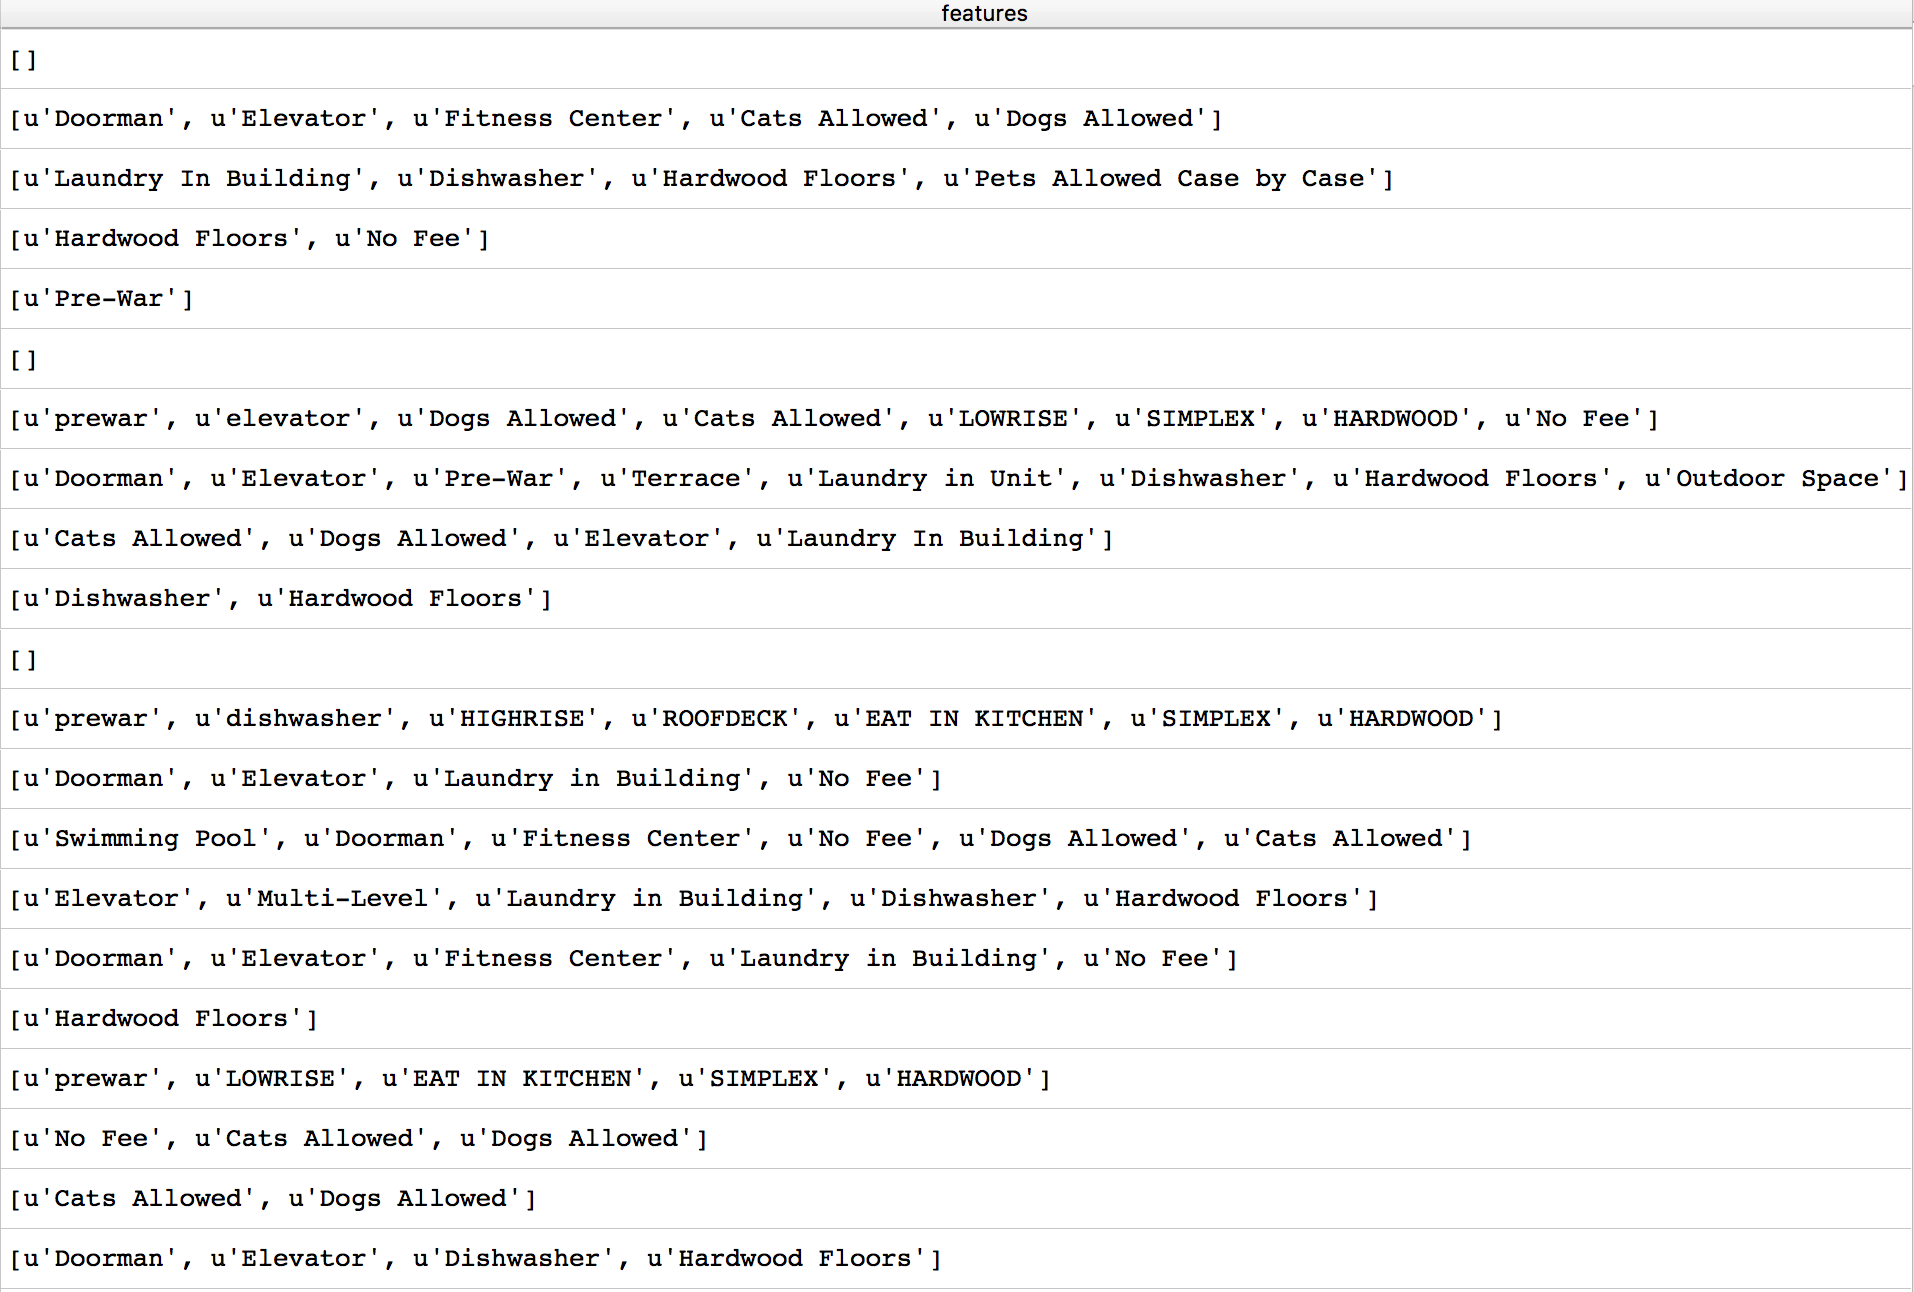 features
[]
[u'Doorman', u'Elevator', u'Fitness Center', u'Cats Allowed', u'Dogs Allowed']
[u'Laundry In Building', u'Dishwasher', u'Hardwood Floors', u'Pets Allowed Case by Case']
[u'Hardwood Floors', u'No Fee']
[u'Pre-War']
[]
[u'prewar', u'elevator', u'Dogs Allowed', u'Cats Allowed', u'LOWRISE', u'SIMPLEX', u'HARDWOOD', u'No Fee']
[u'Doorman', u'Elevator', u'Pre-War', u'Terrace', u'Laundry in Unit', u'Dishwasher', u'Hardwood Floors', u'Outdoor Space']
[u'Cats Allowed', u'Dogs Allowed', u'Elevator', u'Laundry In Building']
[u'Dishwasher', u'Hardwood Floors']
[]
[u'prewar', u'dishwasher', u'HIGHRISE', u'ROOFDECK', u'EAT IN KITCHEN', u'SIMPLEX', u'HARDWOOD']
[u'Doorman', u'Elevator', u'Laundry in Building', u'No Fee']
[u'Swimming Pool', u'Doorman', u'Fitness Center', u'No Fee', u'Dogs Allowed', u'Cats Allowed']
[u'Elevator', u'Multi-Level', u'Laundry in Building', u'Dishwasher', u'Hardwood Floors']
[u'Doorman', u'Elevator', u'Fitness Center', u'Laundry in Building', u'No Fee']
[u'Hardwood Floors']
[u'prewar', u'LOWRISE', u'EAT IN KITCHEN', u'SIMPLEX', u'HARDWOOD']
[u'No Fee', u'Cats Allowed', u'Dogs Allowed']
[u'Cats Allowed', u'Dogs Allowed']
[u'Doorman', u'Elevator', u'Dishwasher', u'Hardwood Floors']